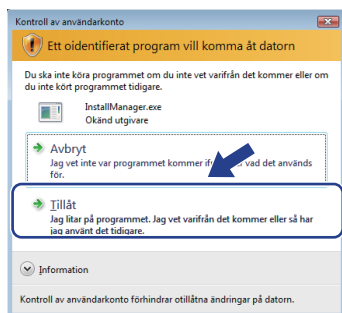 Kontroll av användarkonto
Ett oidentifierat program vill komma åt datorn
Du ska inte köra programmet om du inte vet varifrån det kommer eller om
du inte kört programmet tidigare.
InstallManager.exe
Okänd utgivare
Avbryt
Jag vet inte var programmet kommer vad det används
för.
Tillåt
Jag litar på programmet. Jag vet varifrån det kommer eller så har
jag använt det tidigare.
Information
Kontroll av användarkonto förhindrar otillåtna ändringar på datorn.